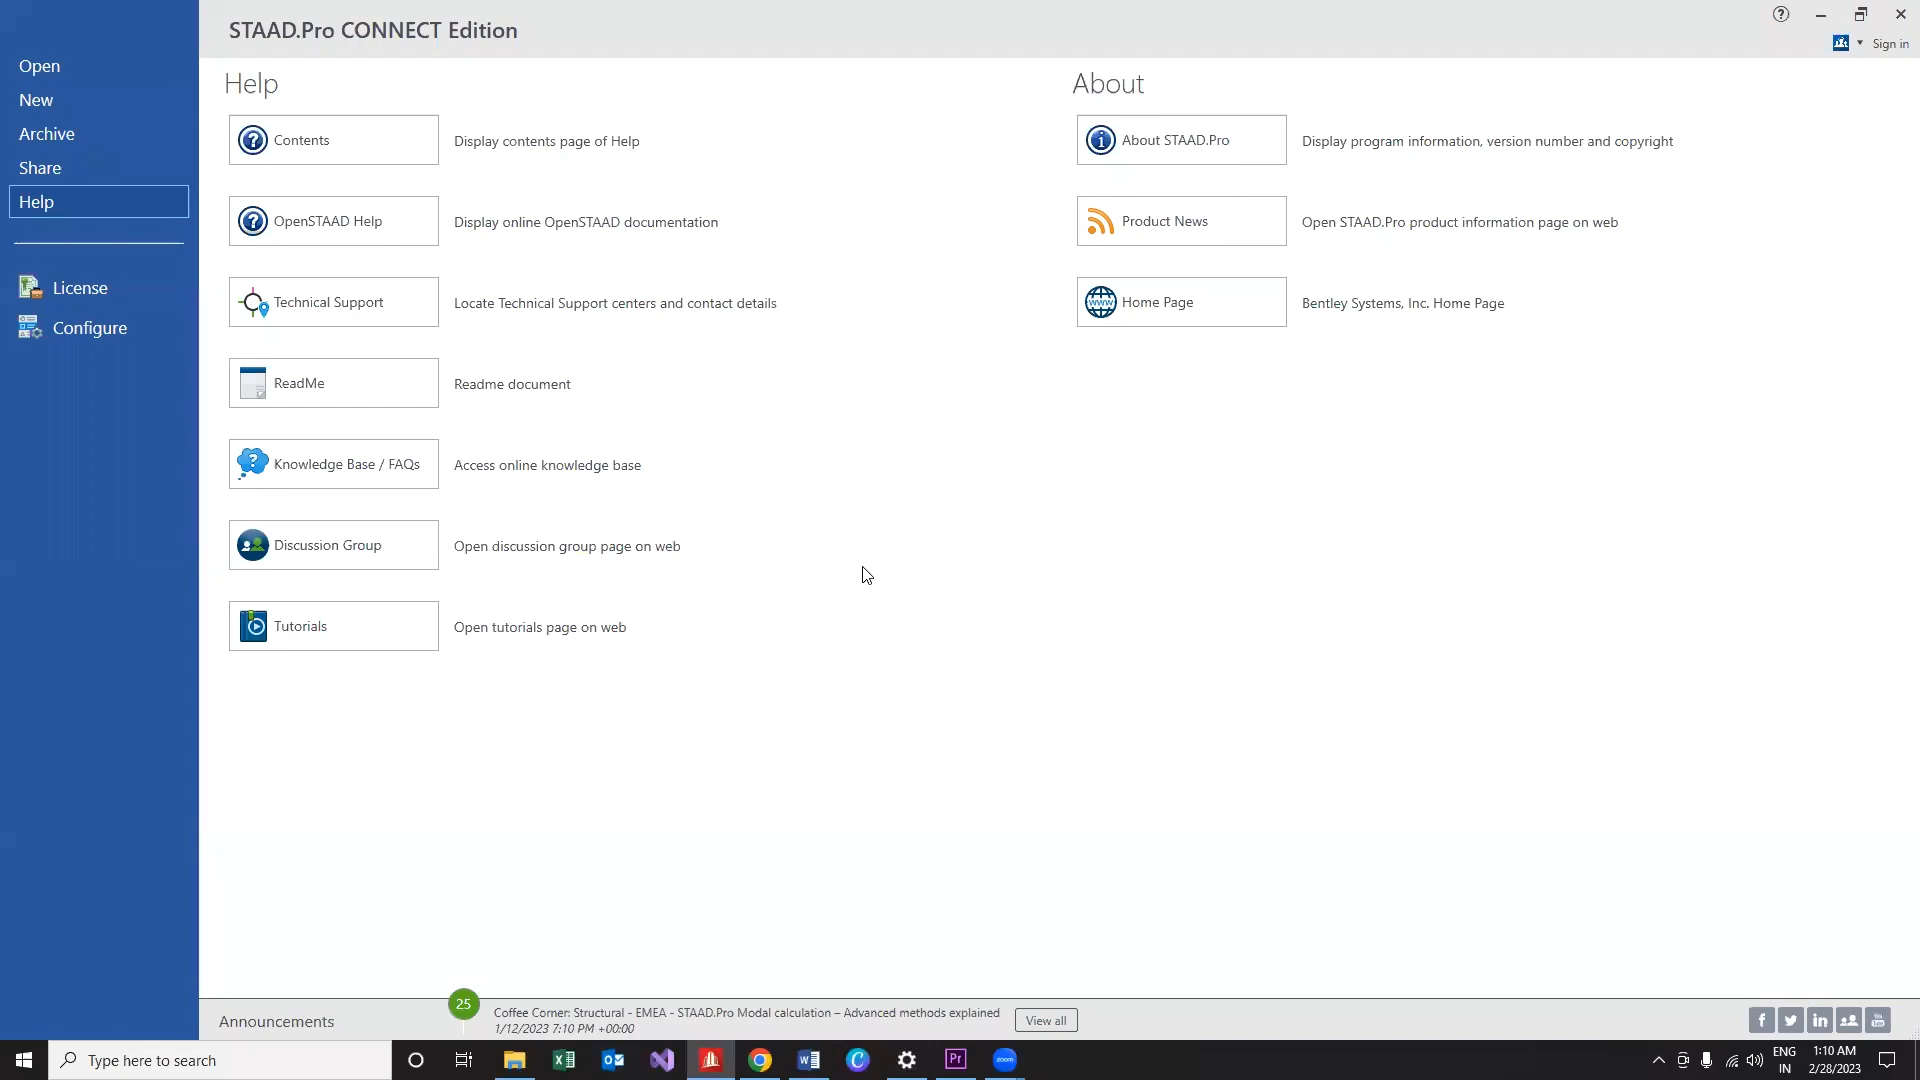 STAAD.Pro CONNECT Edition
Sign in
Open
New
Archive
Share
Help
License
Configure
Help
Contents
Display contents page of Help
OpenSTAAD Help
Display online OpenSTAAD documentation
Technical Support
Locate Technical Support centers and contact details
ReadMe
Readme document
Knowledge Base / FAQs
Access online knowledge base
Discussion Group
Open discussion group page on web
Tutorials
Open tutorials page on web
About
About STAAD.Pro
Display program information, version number and copyright
Product News
Open STAAD.Pro product information page on web
www
Home Page
Bentley Systems, Inc. Home Page
Announcements
25
Coffee Corner: Structural - EMEA - STAAD.Pro Modal calculation – Advanced methods explained
1/12/2023 7:10 PM +00:00
View all
Type here to search
Pr
zoom
ENG
IN
1:10 AM
2/28/2023